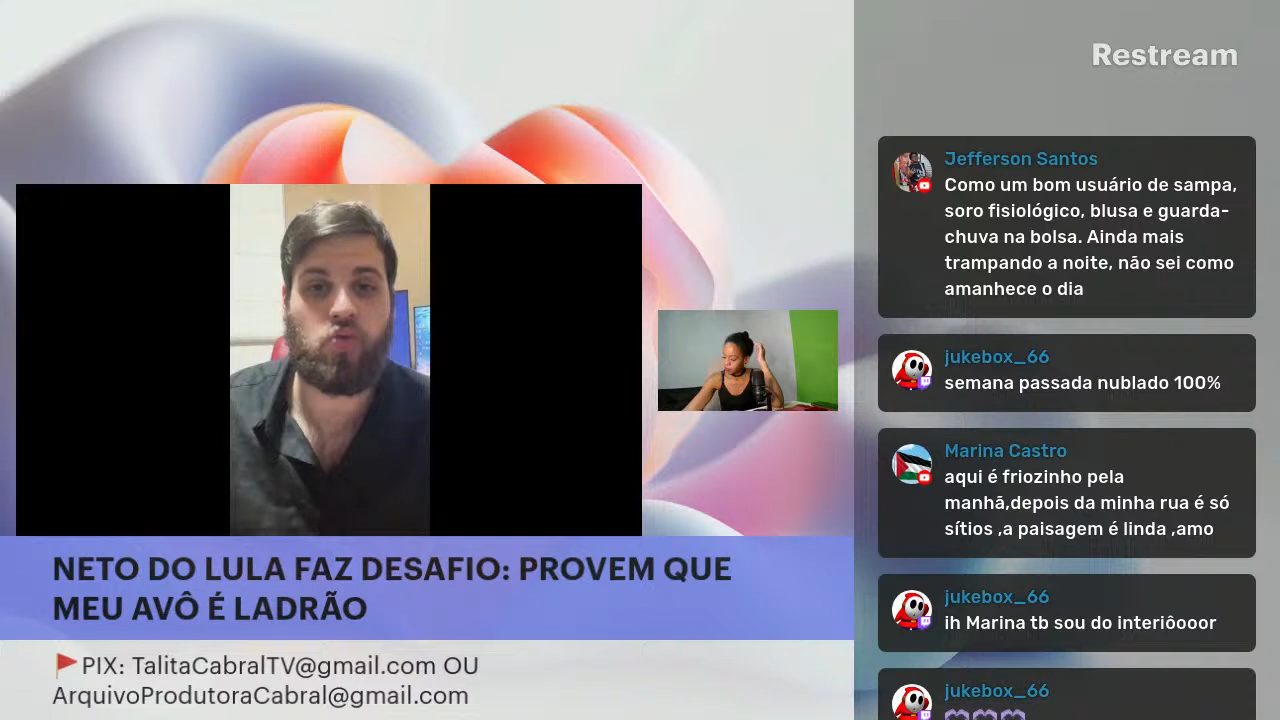 Restream
Jefferson Santos
Como um bom usuário de sampa,
soro fisiológico, blusa e guarda-
chuva na bolsa. Ainda mais
trampando a noite, não sei como
amanhece o dia
jukebox_66
semana passada nublado 100%
Marina Castro
aqui é friozinho pela
manhã,depois da minha rua é só
sítios ,a paisagem é linda ,amo
jukebox_66
ih Marina tb sou do interiôooor
jukebox_66
NETO DO LULA FAZ DESAFIO: PROVEM QUE
MEU AVÔ É LADRÃO
🚩PIX: TalitaCabralTV@gmail.com OU
ArquivoProdutoraCabral@gmail.com